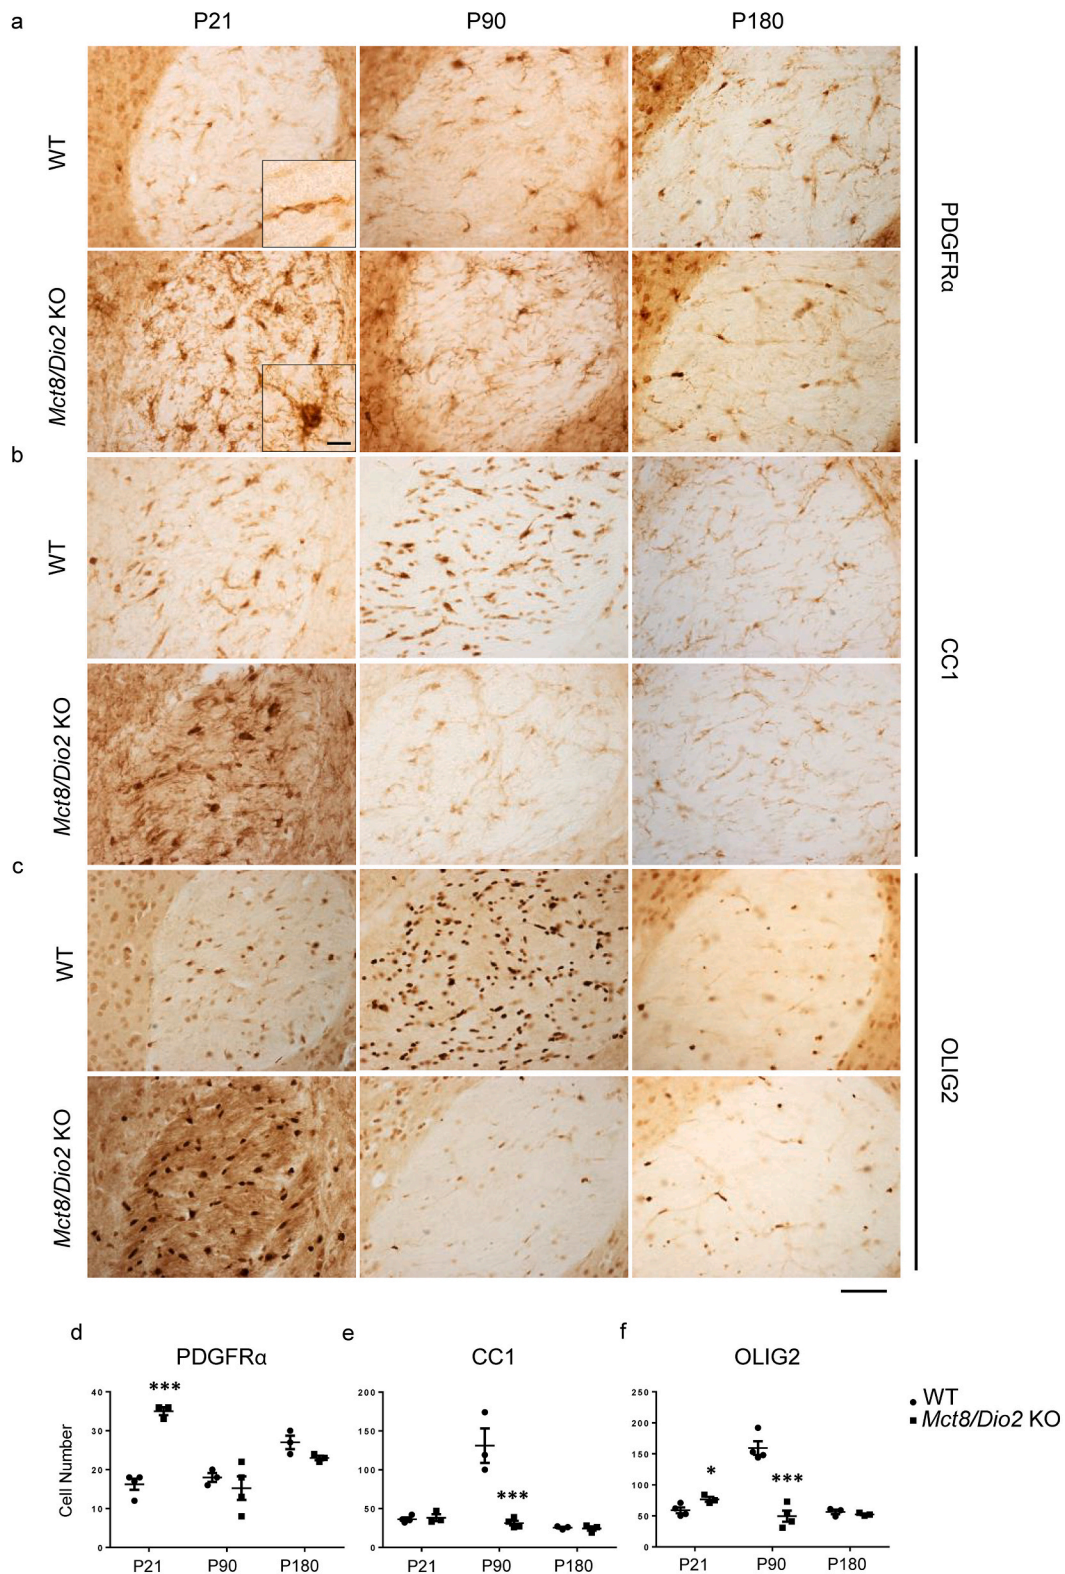 a
P21 P90 P180
WT
Mct8/Dio2 KO
PDGFRα
b
WT
Mct8/Dio2 KO
CC1
c
WT
Mct8/Dio2 KO
OLIG2
d
PDGFRα
Cell Number
40
30
20
10
0
***
P21 P90 P180
e
CC1
200
150
100
50
0
***
P21 P90 P180
f
OLIG2
250
200
150
100
50
0
*
***
P21 P90 P180
WT
Mct8/Dio2 KO